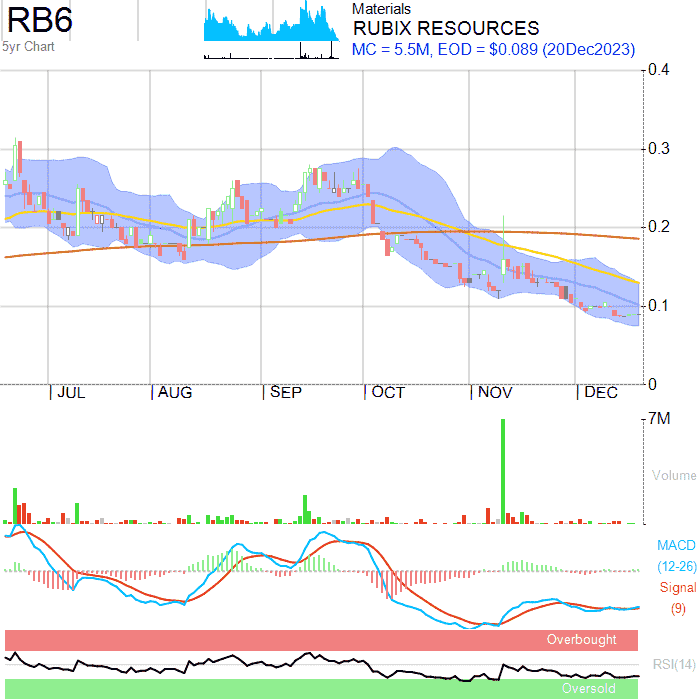 RB6
5yr Chart
Materials
RUBIX RESOURCES
MC = 5.5M, EOD = $0.089 (20Dec2023)
0.4
0.3
0.2
0.1
0
JUL AUG SEP OCT NOV DEC
7M
Volume
MACD
(12-26)
Signal
(9)
Overbought
RSI(14)
Oversold